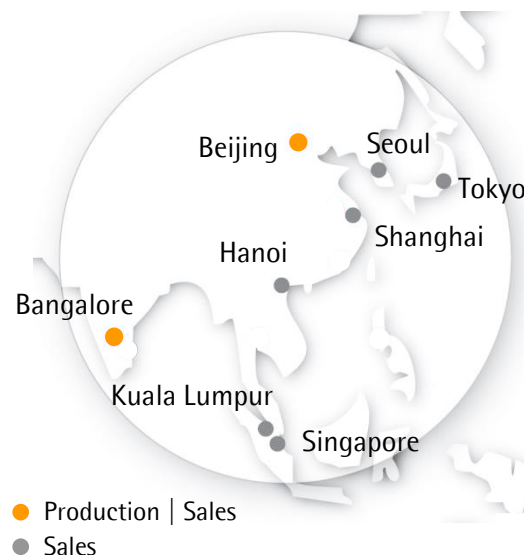 Beijing
Seoul
Tokyo
Shanghai
Hanoi
Bangalore
Kuala Lumpur
Singapore
Production | Sales
Sales